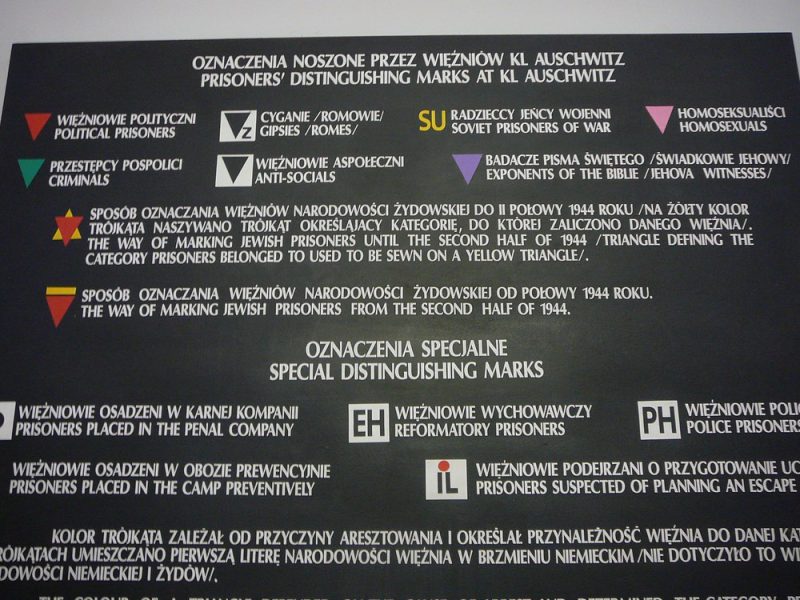 OZNACZENIA NOSZONE PRZEZ WIĘŹNIÓW KL AUSCHWITZ
PRISONERS' DISTINGUISHING MARKS AT KL AUSCHWITZ
WIĘŹNIOWIE POLITYCZNI
POLITICAL PRISONERS
Z
CYGANIE /ROMOWIE/
GIPSIES /ROMES/
SU
RADZIECCY JEŃCY WOJENNI
SOVIET PRISONERS OF WAR
HOMOSEKSUALIŚCI
HOMOSEXUALS
PRZESTĘPCY POSPOLICI
CRIMINALS
WIĘŹNIOWIE ASPOŁECZNI
ANTI-SOCIALS
BADACZE PISMA ŚWIĘTEGO /ŚWIADKOWIE JEHOWY/
EXPONENTS OF THE BIBLIE /JEHOVA WITNESSES/
SPOSÓB OZNACZANIA WIĘŹNIÓW NARODOWOŚCI ŻYDOWSKIEJ DO II POŁOWY 1944 ROKU /NA ŻÓŁTY KOLOR
TRÓJKĄTA NASZYWANO TRÓJKĄT OKREŚLAJĄCY KATEGORIĘ, DO KTÓREJ ZALICZONO DANEGO WIĘŹNIA/.
THE WAY OF MARKING JEWISH PRISONERS UNTIL THE SECOND HALF OF 1944 /TRIANGLE DEFINING THE
CATEGORY PRISONERS BELONGED TO USED TO BE SEWN ON A YELLOW TRIANGLE/.
SPOSÓB OZNACZANIA WIĘŹNIÓW NARODOWOŚCI ŻYDOWSKIEJ OD POŁOWY 1944 ROKU.
THE WAY OF MARKING JEWISH PRISONERS FROM THE SECOND HALF OF 1944.
OZNACZENIA SPECJALNE
SPECIAL DISTINGUISHING MARKS
WIĘŹNIOWIE OSADZENI W KARNEJ KOMPANII
PRISONERS PLACED IN THE PENAL COMPANY
EH
WIĘŹNIOWIE WYCHOWAWCZY
REFORMATORY PRISONERS
PH
WIĘŹNIOWIE POLIC
POLICE PRISONERS
WIĘŹNIOWIE OSADZENI W OBOZIE PREWENCYJNIE
PRISONERS PLACED IN THE CAMP PREVENTIVELY
iL
WIĘŹNIOWIE PODEJRZANI O PRZYGOTOWANIE UC
PRISONERS SUSPECTED OF PLANNING AN ESCAPE
KOLOR TRÓJKĄTA ZALEŻAŁ OD PRZYCZYNY ARESZTOWANIA I OKREŚLAŁ PRZYNALEŻNOŚĆ WIĘŹNIA DO DANEJ KAT
RÓJKĄTACH UMIESZCZANO PIERWSZĄ LITERĘ NARODOWOŚCI WIĘŹNIA W BRZMIENIU NIEMIECKIM /NIE DOTYCZYŁO TO WI
DOWOŚCI NIEMIECKIEJ I ŻYDÓW/.